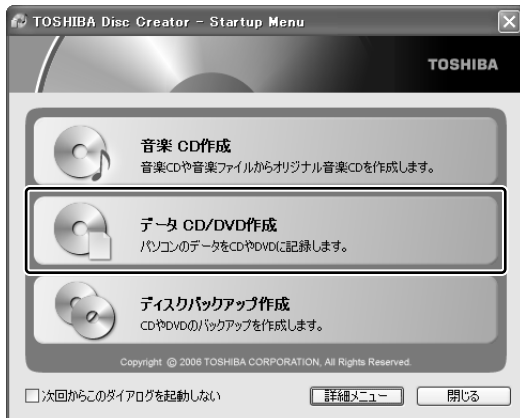 TOSHIBA Disc Creator - Startup Menu
TOSHIBA
音楽 CD作成
音楽CDや音楽ファイルからオリジナル音楽CDを作成します。
データ CD/DVD作成
パソコンのデータをCDやDVDに記録します。
ディスクバックアップ作成
CDやDVDのバックアップを作成します。
Copyright © 2006 TOSHIBA CORPORATION, All Rights Reserved.
次回からこのダイアログを起動しない
詳細メニュー
閉じる